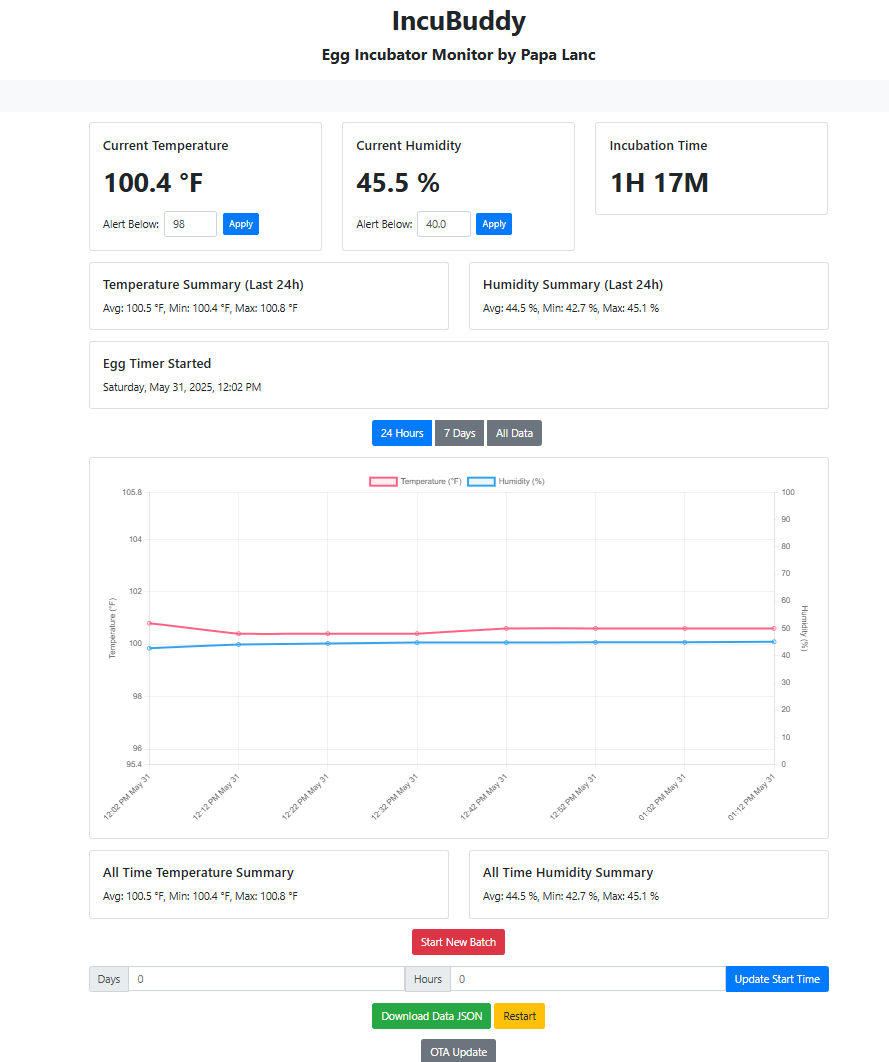 IncuBuddy
Egg Incubator Monitor by Papa Lanc
Current Temperature
100.4 °F
Alert Below: 98 Apply
Current Humidity
45.5 %
Alert Below: 40.0 Apply
Incubation Time
1H 17M
Temperature Summary (Last 24h)
Avg: 100.5 °F, Min: 100.4 °F, Max: 100.8 °F
Humidity Summary (Last 24h)
Avg: 44.5 %, Min: 42.7 %, Max: 45.1 %
Egg Timer Started
Saturday, May 31, 2025, 12:02 PM
24 Hours 7 Days All Data
Temperature (°F) Humidity (%)
Temperature (°F)
105.8
104
102
100
98
96
95.4
100
90
80
70
60
50
40
30
20
10
0
Humidity (%)
12:02 PM May 31
12:12 PM May 31
12:22 PM May 31
12:32 PM May 31
12:42 PM May 31
12:52 PM May 31
01:02 PM May 31
01:12 PM May 31
All Time Temperature Summary
Avg: 100.5 °F, Min: 100.4 °F, Max: 100.8 °F
All Time Humidity Summary
Avg: 44.5 %, Min: 42.7 %, Max: 45.1 %
Start New Batch
Days 0 Hours 0 Update Start Time
Download Data JSON Restart
OTA Update